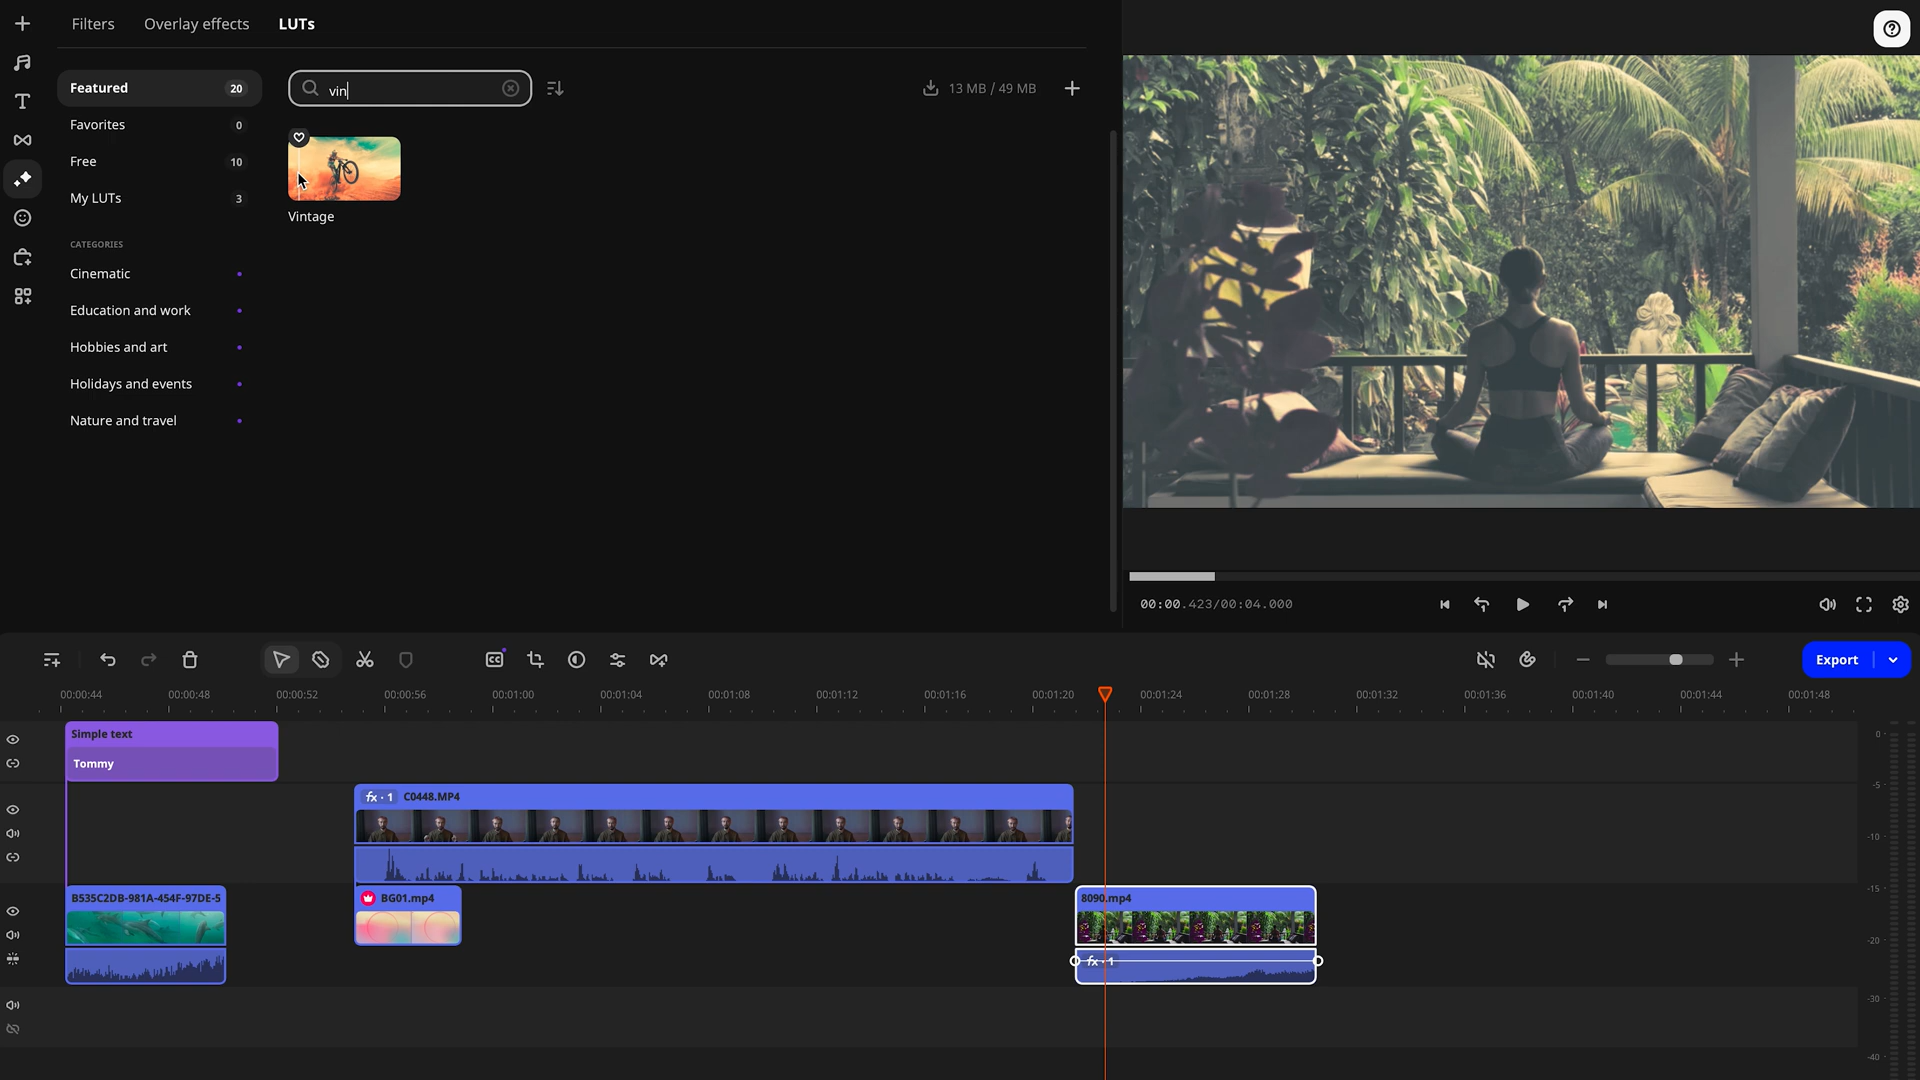 Filters
Overlay effects
LUTs
Featured 20
Favorites 0
Free 10
My LUTs 3
CATEGORIES
Cinematic
Education and work
Hobbies and art
Holidays and events
Nature and travel
vin
13 MB / 49 MB
Vintage
00:00.423/00:04.000
CC
Export
00:00:44
00:00:48
00:00:52
00:00:56
00:01:00
00:01:04
00:01:08
00:01:12
00:01:16
00:01:20
00:01:24
00:01:28
00:01:32
00:01:36
00:01:40
00:01:44
00:01:48
Simple text
Tommy
fx · 1 C0448.MP4
B535C2DB-981A-454F-97DE-5
BG01.mp4
8090.mp4
fx · 1
0
-5
-10
-15
-20
-30
-40